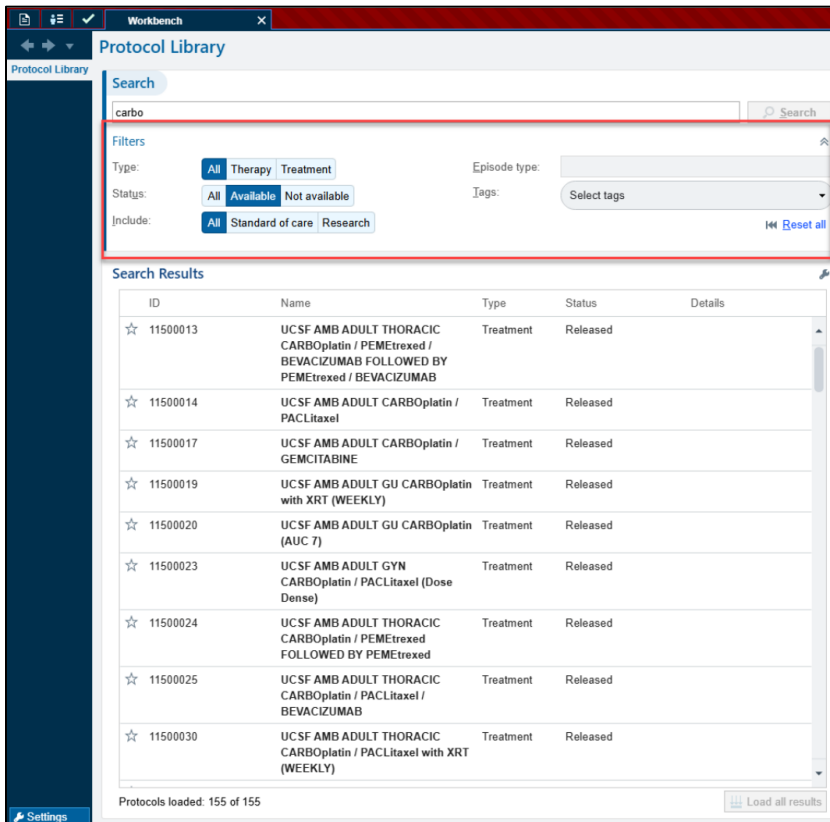 Workbench
Protocol Library
Protocol Library
Search
carbo
Search
Filters
Type: All Therapy Treatment Episode type:
Status: All Available Not available Tags: Select tags
Include: All Standard of care Research Reset all
Search Results
ID Name Type Status Details
11500013 UCSF AMB ADULT THORACIC Treatment Released
CARBOplatin / PEMEtrexed /
BEVACIZUMAB FOLLOWED BY
PEMEtrexed / BEVACIZUMAB
11500014 UCSF AMB ADULT CARBOplatin / Treatment Released
PACLitaxel
11500017 UCSF AMB ADULT CARBOplatin / Treatment Released
GEMCITABINE
11500019 UCSF AMB ADULT GU CARBOplatin Treatment Released
with XRT (WEEKLY)
11500020 UCSF AMB ADULT GU CARBOplatin Treatment Released
(AUC 7)
11500023 UCSF AMB ADULT GYN Treatment Released
CARBOplatin / PACLitaxel (Dose
Dense)
11500024 UCSF AMB ADULT THORACIC Treatment Released
CARBOplatin / PEMEtrexed
FOLLOWED BY PEMEtrexed
11500025 UCSF AMB ADULT THORACIC Treatment Released
CARBOplatin / PACLitaxel /
BEVACIZUMAB
11500030 UCSF AMB ADULT THORACIC Treatment Released
CARBOplatin / PACLitaxel with XRT
(WEEKLY)
Protocols loaded: 155 of 155 Load all results
Settings